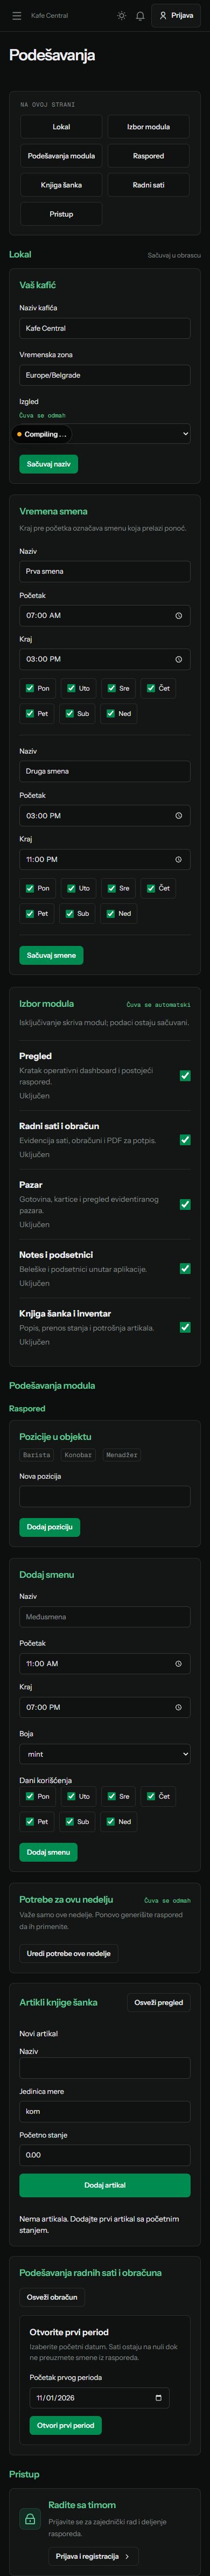 Kafe Central
Prijava
Podešavanja
NA OVOJ STRANI
Lokal
Izbor modula
Podešavanja modula
Raspored
Knjiga šanka
Radni sati
Pristup
Lokal
Sačuvaj u obrascu
Vaš kafić
Naziv kafića
Kafe Central
Vremenska zona
Europe/Belgrade
Izgled
Čuva se odmah
Compiling ...
Sačuvaj naziv
Vremena smena
Kraj pre početka označava smenu koja prelazi ponoć.
Naziv
Prva smena
Početak
07:00 AM
Kraj
03:00 PM
Pon
Uto
Sre
Čet
Pet
Sub
Ned
Naziv
Druga smena
Početak
03:00 PM
Kraj
11:00 PM
Pon
Uto
Sre
Čet
Pet
Sub
Ned
Sačuvaj smene
Izbor modula
Čuva se automatski
Isključivanje skriva modul; podaci ostaju sačuvani.
Pregled
Kratak operativni dashboard i postojeći
raspored.
Uključen
Radni sati i obračun
Evidencija sati, obračuni i PDF za potpis.
Uključen
Pazar
Gotovina, kartice i pregled evidentiranog
pazara.
Uključen
Notes i podsetnici
Beleške i podsetnici unutar aplikacije.
Uključen
Knjiga šanka i inventar
Popis, prenos stanja i potrošnja artikala.
Uključen
Podešavanja modula
Raspored
Pozicije u objektu
Barista
Konobar
Menadžer
Nova pozicija
Dodaj poziciju
Dodaj smenu
Naziv
Međusmena
Početak
11:00 AM
Kraj
07:00 PM
Boja
mint
Dani korišćenja
Pon
Uto
Sre
Čet
Pet
Sub
Ned
Dodaj smenu
Potrebe za ovu nedelju
Čuva se odmah
Važe samo ove nedelje. Ponovo generišite raspored
da ih primenite.
Uredi potrebe ove nedelje
Artikli knjige šanka
Osveži pregled
Novi artikal
Naziv
Jedinica mere
kom
Početno stanje
0.00
Dodaj artikal
Nema artikala. Dodajte prvi artikal sa početnim
stanjem.
Podešavanja radnih sati i obračuna
Osveži obračun
Otvorite prvi period
Izaberite početni datum. Sati ostaju na nuli dok
ne preuzmete smene iz rasporeda.
Početak prvog perioda
11/01/2026
Otvori prvi period
Pristup
Radite sa timom
Prijavite se za zajednički rad i deljenje
rasporeda.
Prijava i registracija